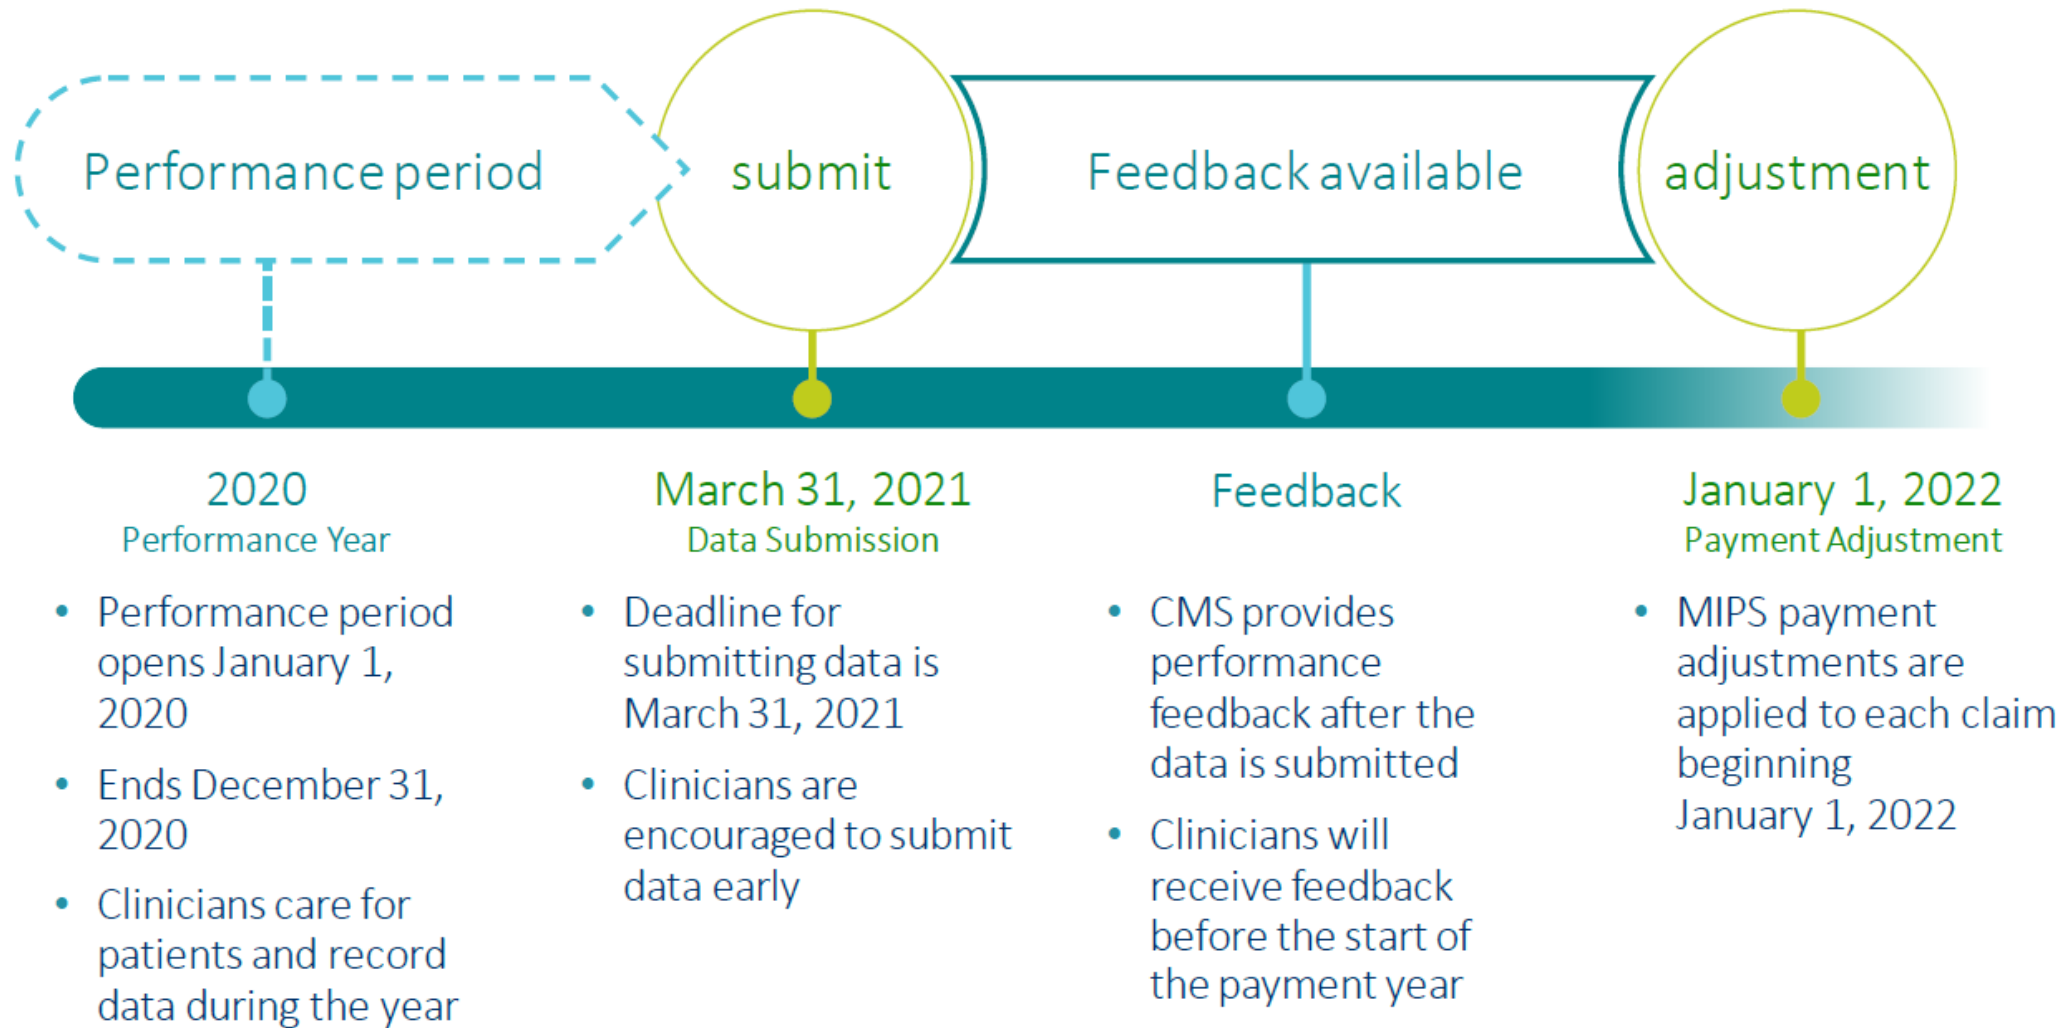 Performance period
submit
Feedback available
adjustment
2020
Performance Year
• Performance period
opens January 1,
2020
• Ends December 31,
2020
• Clinicians care for
patients and record
data during the year
March 31, 2021
Data Submission
• Deadline for
submitting data is
March 31, 2021
• Clinicians are
encouraged to submit
data early
Feedback
• CMS provides
performance
feedback after the
data is submitted
• Clinicians will
receive feedback
before the start of
the payment year
January 1, 2022
Payment Adjustment
• MIPS payment
adjustments are
applied to each claim
beginning
January 1, 2022